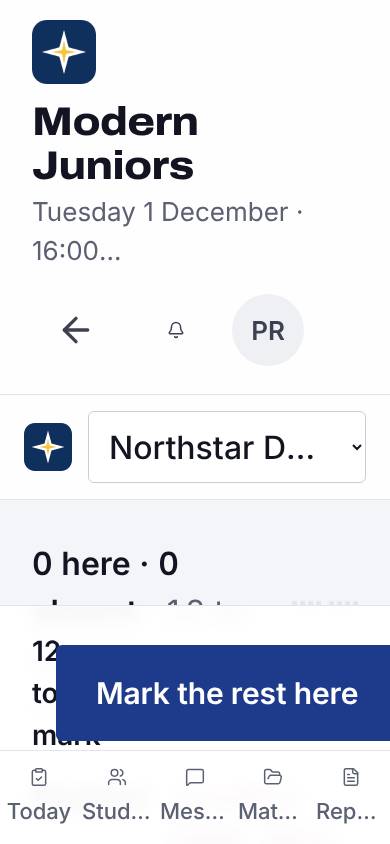 Modern
Juniors
Tuesday 1 December ·
16:00...
PR
Northstar D...
0 here · 0
12
to
mark
Mark the rest here
Today
Stud...
Mes...
Mat...
Rep...